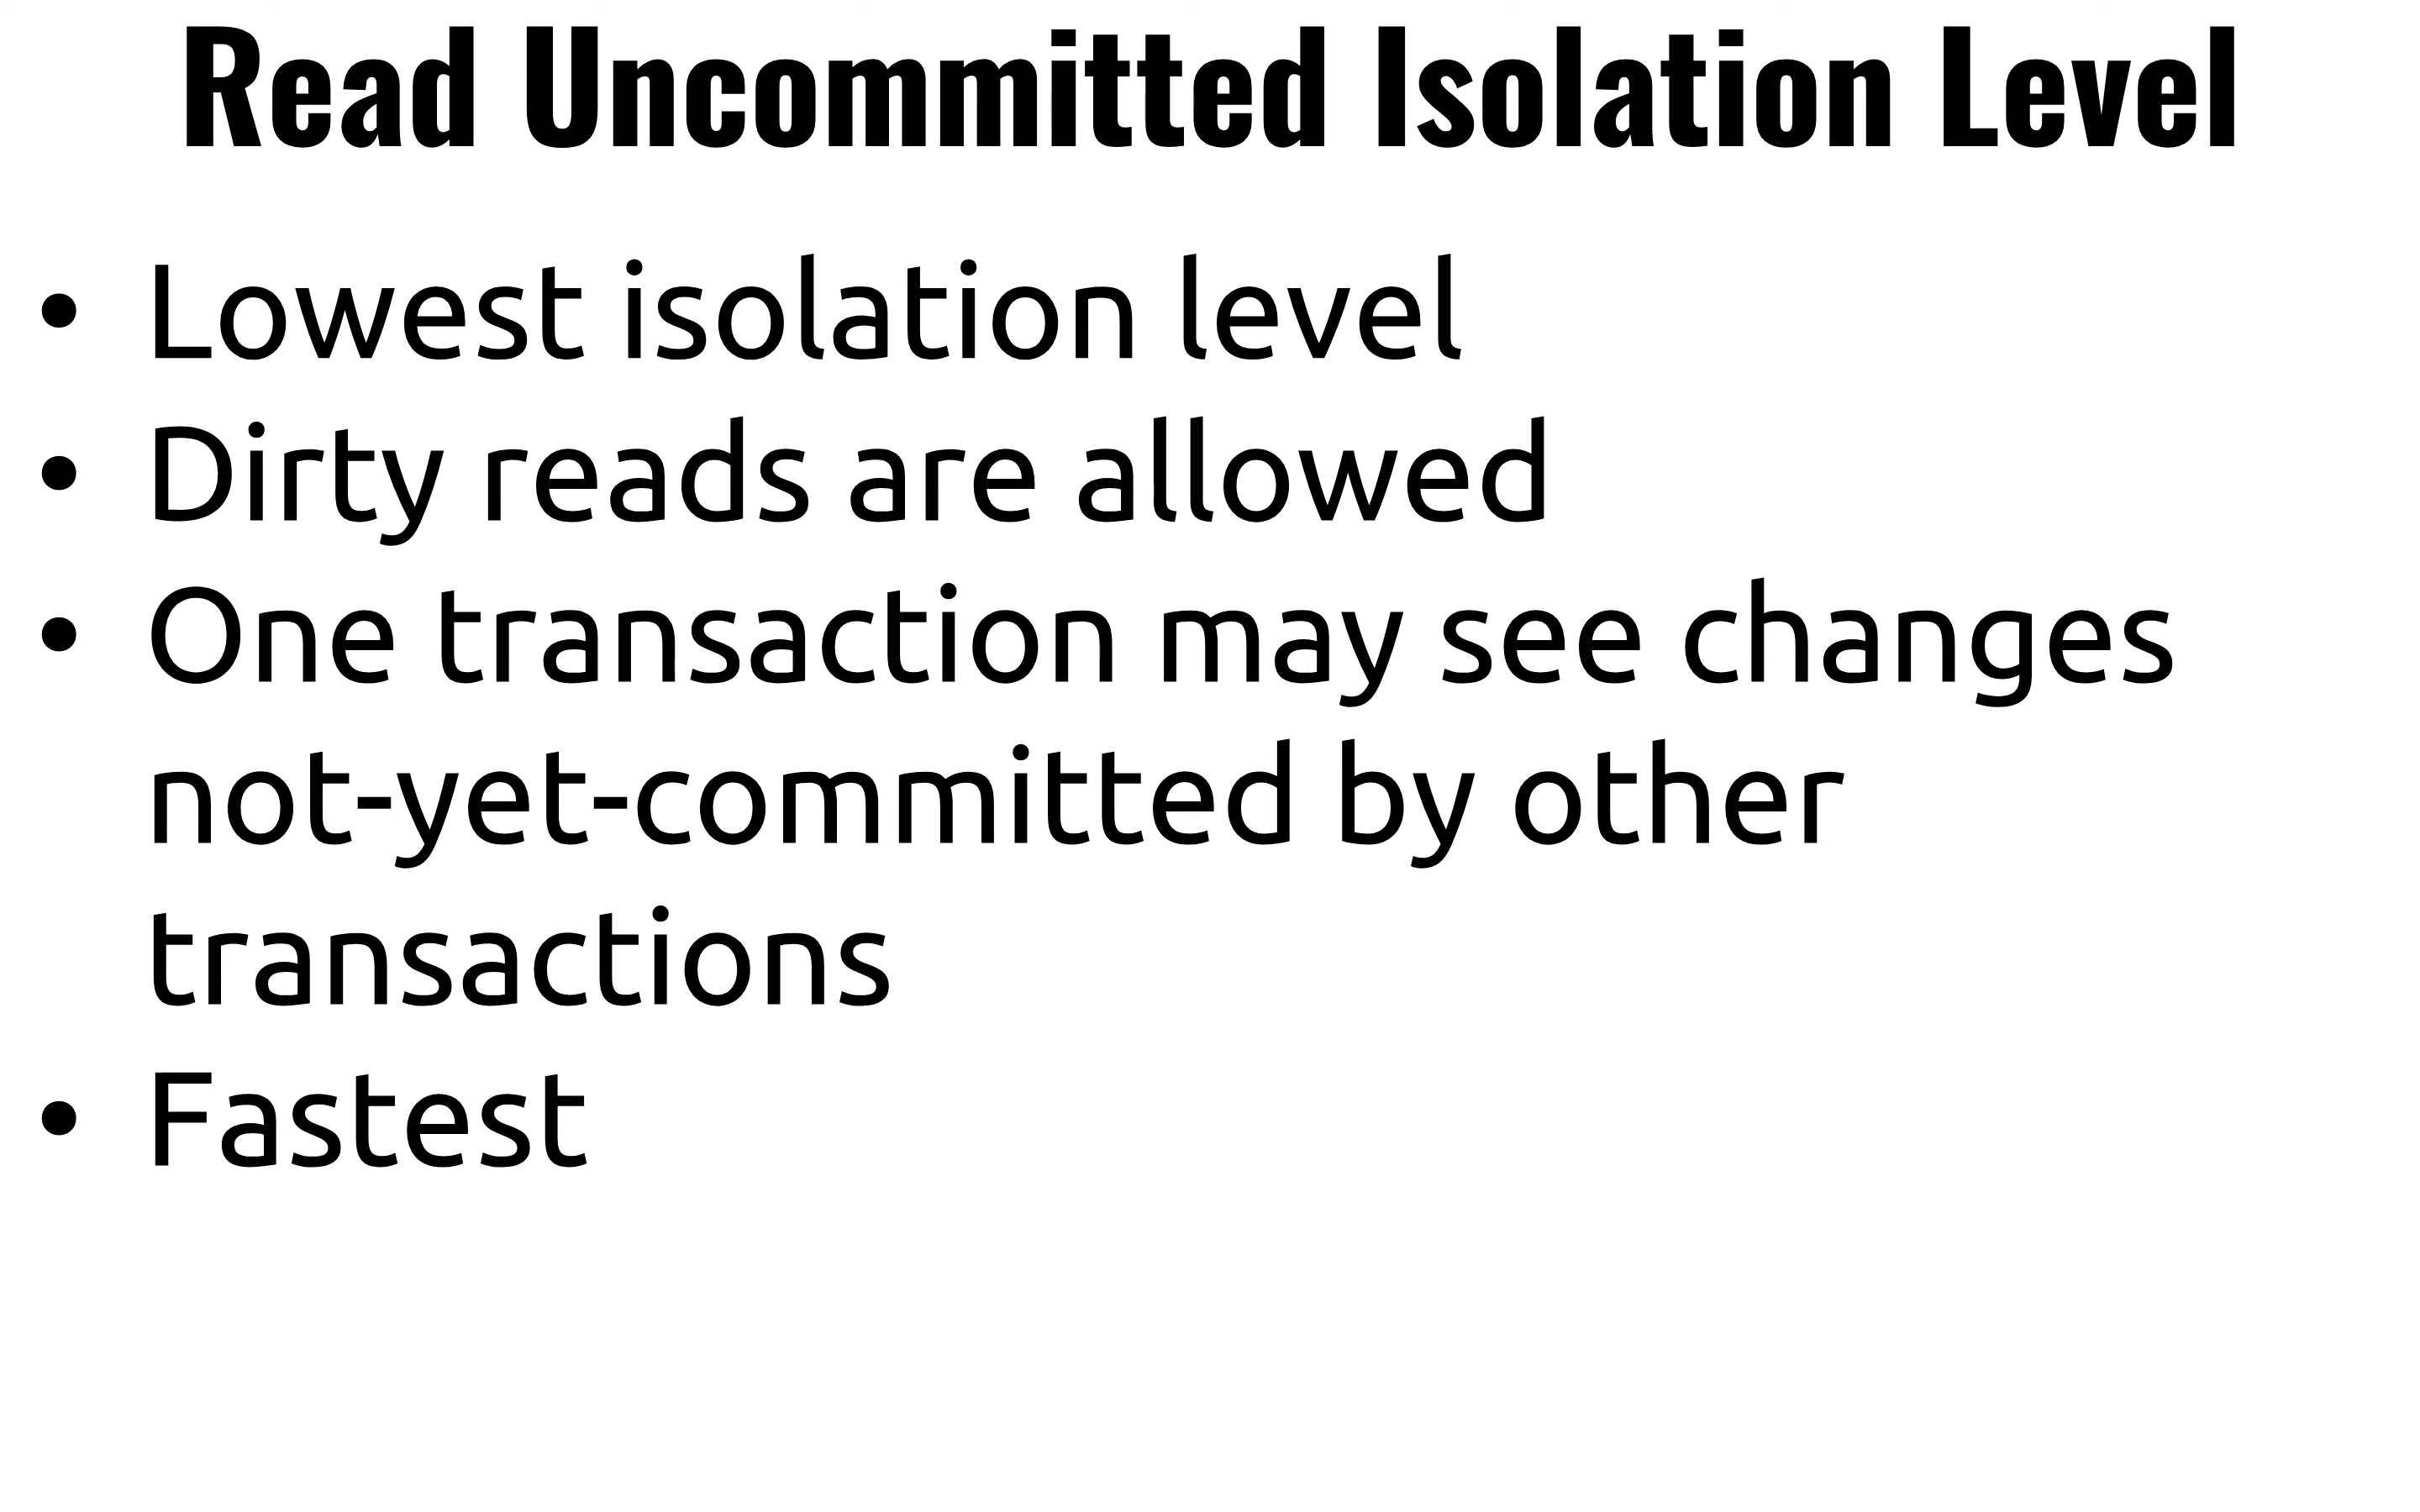 Read Uncommitted Isolation Level
• Lowest isolation level
• Dirty reads are allowed
• One transaction may see changes
not-yet-committed by other
transactions
• Fastest